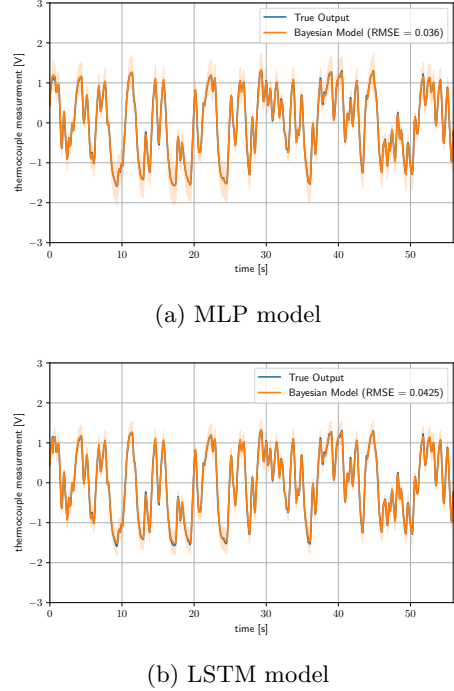 3
2
1
0
−1
−2
−3
thermocouple measurement [V]
True Output
Bayesian Model (RMSE = 0.036)
0 10 20 30 40 50
time [s]
(a) MLP model
3
2
1
0
−1
−2
−3
thermocouple measurement [V]
True Output
Bayesian Model (RMSE = 0.0425)
0 10 20 30 40 50
time [s]
(b) LSTM model